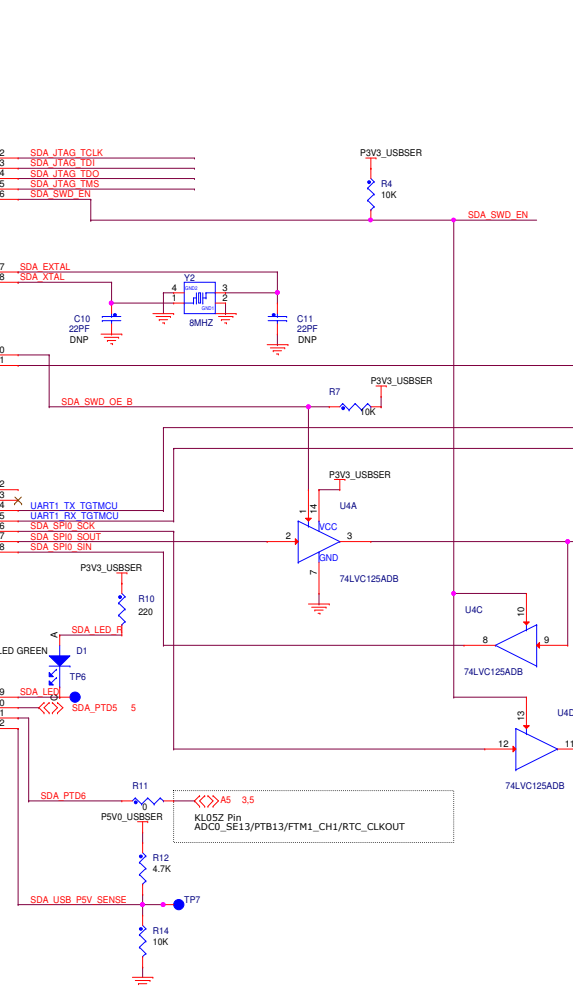 2 SDA_JTAG_TCLK
3 SDA_JTAG_TDI
4 SDA_JTAG_TDO
5 SDA_JTAG_TMS
6 SDA_SWD_EN
P3V3_USBSER
R4
10K
SDA_SWD_EN
7 SDA_EXTAL
8 SDA_XTAL
Y2
4 GND2 3
1 GND1 2
8MHZ
C10
22PF
DNP
C11
22PF
DNP
0
1
SDA_SWD_OE_B
R7
10K
P3V3_USBSER
2
3
4 UART1_TX_TGTMCU
5 UART1_RX_TGTMCU
6 SDA_SPI0_SCK
7 SDA_SPI0_SOUT
8 SDA_SPI0_SIN
P3V3_USBSER
1 14
U4A
VCC
2 3
GND
7
74LVC125ADB
P3V3_USBSER
R10
220
SDA_LED_R
A
LED GREEN D1
TP6
C
9 SDA_LED
0 SDA_PTD5 5
1
2
U4C
10
8 9
74LVC125ADB
13
U4D
12 11
74LVC125ADB
SDA_PTD6
R11
0
A5 3.5
KL05Z Pin
ADC0_SE13/PTB13/FTM1_CH1/RTC_CLKOUT
P5V0_USBSER
R12
4.7K
SDA_USB_P5V_SENSE
TP7
R14
10K